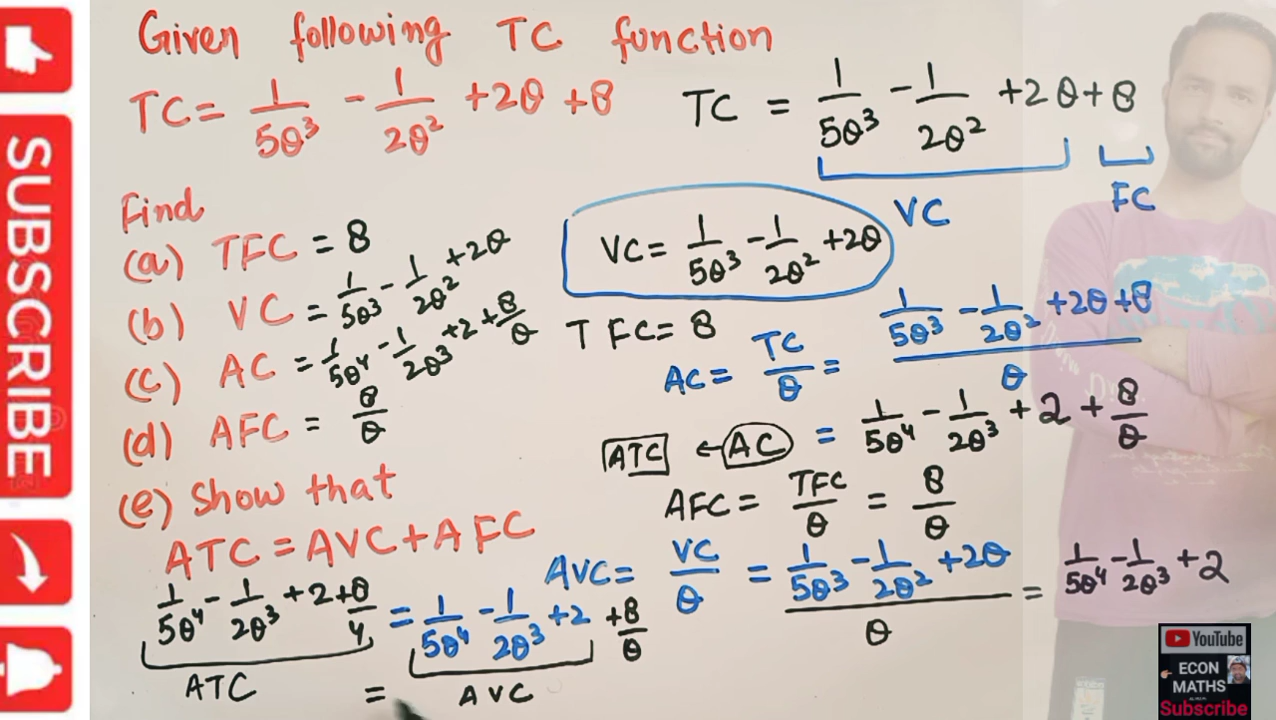 Given following TC function
TC = 1/5θ³ - 1/2θ² + 2θ + 8
Find
(a) TFC = 8
(b) VC = 1/5θ³ - 1/2θ² + 2θ
(c) AC = 1/5θ⁴ - 1/2θ³ + 2 + 8/θ
(d) AFC = 8/θ
(e) Show that
ATC = AVC + AFC
1/5θ⁴ - 1/2θ³ + 2 + θ/4 = 1/5θ⁴ - 1/2θ³ + 2 + 8/θ
ATC = AVC
TC = 1/5θ³ - 1/2θ² + 2θ + 8
VC FC
VC = 1/5θ³ - 1/2θ² + 2θ
TFC = 8
AC = TC/θ = (1/5θ³ - 1/2θ² + 2θ + 8)/θ
ATC ← AC = 1/5θ⁴ - 1/2θ³ + 2 + 8/θ
AFC = TFC/θ = 8/θ
AVC = VC/θ = (1/5θ³ - 1/2θ² + 2θ)/θ = 1/5θ⁴ - 1/2θ³ + 2
SUBSCRIBE
YouTube
ECON
MATHS
Subscribe